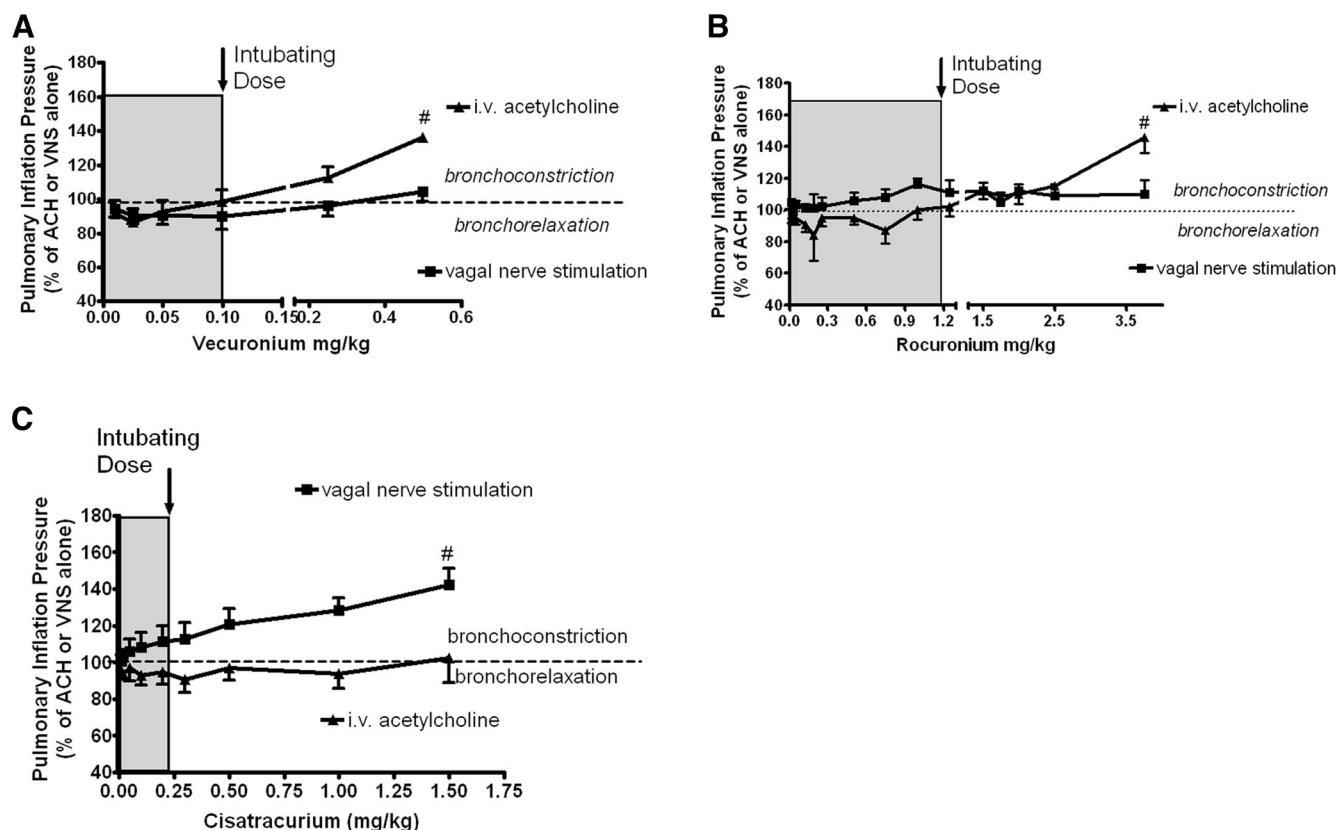 A
Intubating
Dose
Pulmonary Inflation Pressure
(% of ACH or VNS alone)
180
160
140
120
100
80
60
40
i.v. acetylcholine
#
bronchoconstriction
bronchorelaxation
vagal nerve stimulation
0.00 0.05 0.10 0.15 0.2 0.4 0.6
Vecuronium mg/kg
B
Intubating
Dose
Pulmonary Inflation Pressure
(% of ACH or VNS alone)
180
160
140
120
100
80
60
40
i.v. acetylcholine
#
bronchoconstriction
bronchorelaxation
vagal nerve stimulation
0.0 0.3 0.6 0.9 1.2 1.5 2.5 3.5
Rocuronium mg/kg
C
Intubating
Dose
Pulmonary Inflation Pressure
(% of ACH or VNS alone)
180
160
140
120
100
80
60
40
vagal nerve stimulation
#
bronchoconstriction
bronchorelaxation
i.v. acetylcholine
0.00 0.25 0.50 0.75 1.00 1.25 1.50 1.75
Cisatracurium (mg/kg)